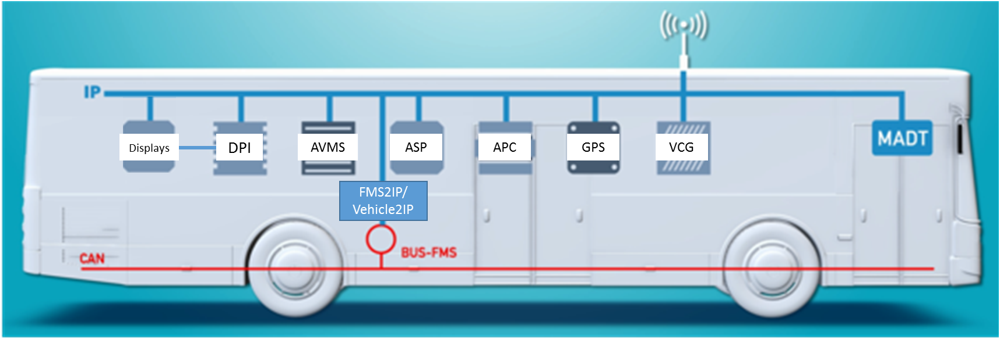 IP
Displays
DPI
AVMS
ASP
APC
GPS
VCG
MADT
FMS2IP/
Vehicle2IP
BUS-FMS
CAN